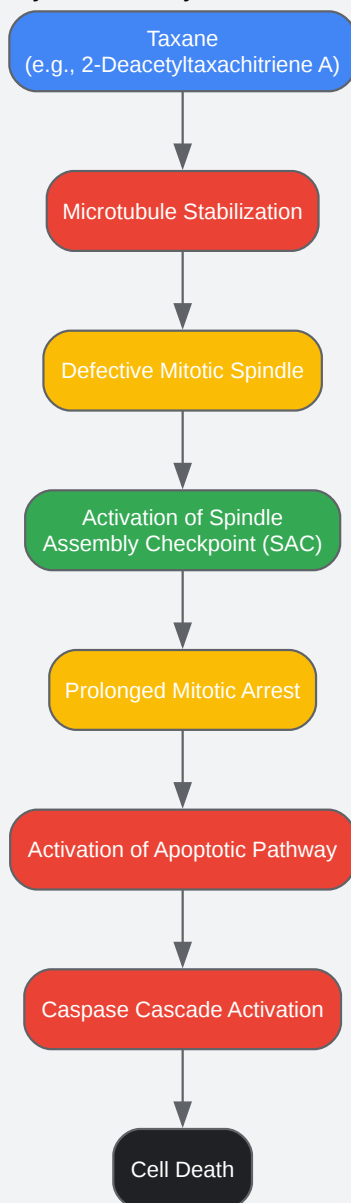 Taxane
(e.g., 2-Deacetyltaxachitriene A)
Microtubule Stabilization
Defective Mitotic Spindle
Activation of Spindle
Assembly Checkpoint (SAC)
Prolonged Mitotic Arrest
Activation of Apoptotic Pathway
Caspase Cascade Activation
Cell Death